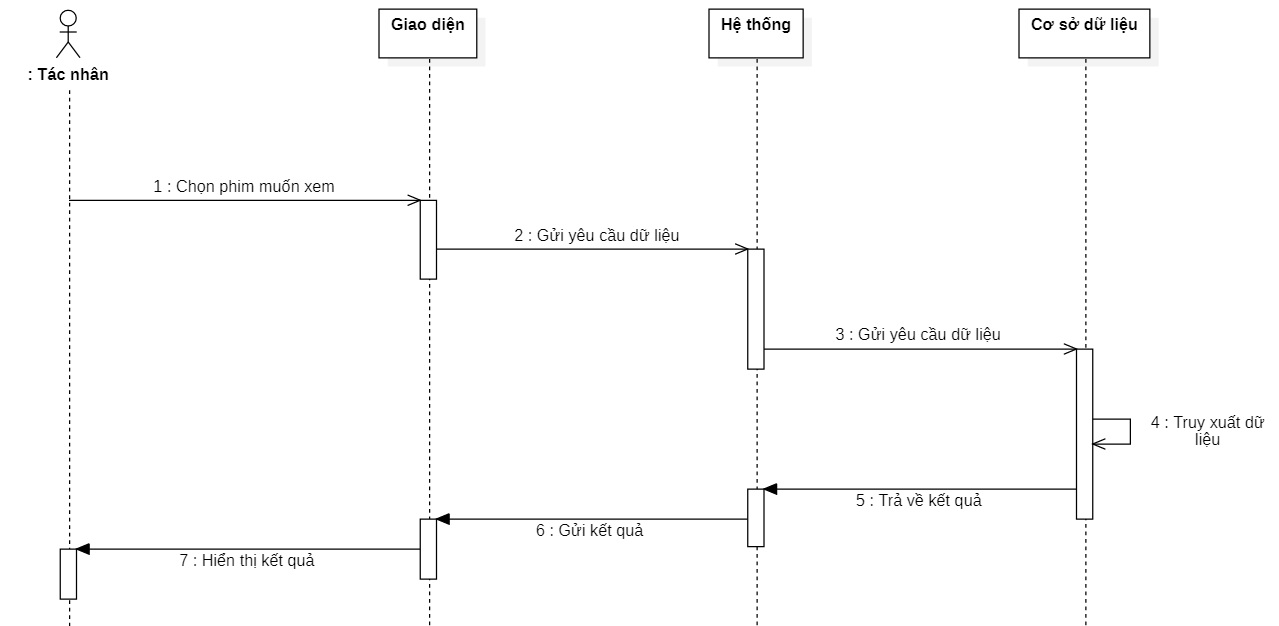 : Tác nhân
Giao diện
Hệ thống
Cơ sở dữ liệu
1 : Chọn phim muốn xem
2 : Gửi yêu cầu dữ liệu
3 : Gửi yêu cầu dữ liệu
4 : Truy xuất dữ
liệu
5 : Trả về kết quả
6 : Gửi kết quả
7 : Hiển thị kết quả